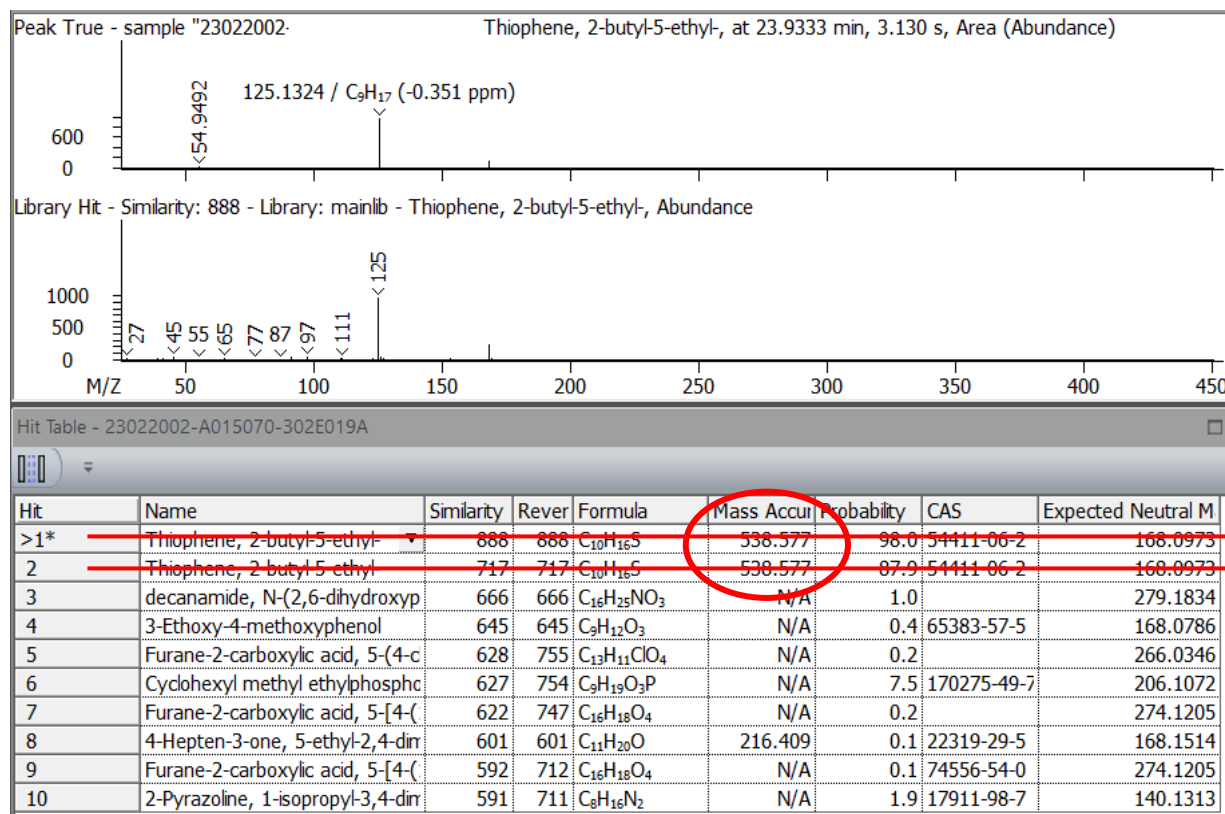 Peak True - sample "23022002- Thiophene, 2-butyl-5-ethyl-, at 23.9333 min, 3.130 s, Area (Abundance)
54.9492
125.1324 / C₉H₁₇ (-0.351 ppm)
600
0
Library Hit - Similarity: 888 - Library: mainlib - Thiophene, 2-butyl-5-ethyl-, Abundance
1000
500
0
27 45 55 65 77 87 97 111 125
M/Z 50 100 150 200 250 300 350 400 450
Hit Table - 23022002-A015070-302E019A
Hit Name Similarity Rever Formula Mass Accur Probability CAS Expected Neutral M
>1* Thiophene, 2-butyl-5-ethyl- 888 888 C₁₀H₁₆S 538.577 98.0 54411-06-2 168.0973
2 Thiophene, 2-butyl-5-ethyl- 717 717 C₁₀H₁₆S 538.577 87.9 54411-06-2 168.0973
3 decanamide, N-(2,6-dihydroxyp 666 666 C₁₆H₂₅NO₃ N/A 1.0 279.1834
4 3-Ethoxy-4-methoxyphenol 645 645 C₉H₁₂O₃ N/A 0.4 65383-57-5 168.0786
5 Furane-2-carboxylic acid, 5-(4-c 628 755 C₁₃H₁₁ClO₄ N/A 0.2 266.0346
6 Cyclohexyl methyl ethylphospho 627 754 C₉H₁₉O₃P N/A 7.5 170275-49-7 206.1072
7 Furane-2-carboxylic acid, 5-[4-( 622 747 C₁₆H₁₈O₄ N/A 0.2 274.1205
8 4-Hepten-3-one, 5-ethyl-2,4-dim 601 601 C₁₁H₂₀O 216.409 0.1 22319-29-5 168.1514
9 Furane-2-carboxylic acid, 5-[4-( 592 712 C₁₆H₁₈O₄ N/A 0.1 74556-54-0 274.1205
10 2-Pyrazoline, 1-isopropyl-3,4-dim 591 711 C₈H₁₆N₂ N/A 1.9 17911-98-7 140.1313